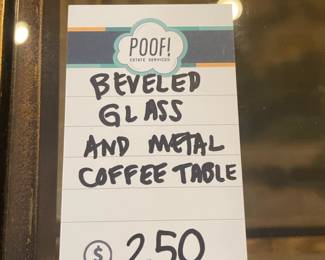 POOF!
ESTATE SERVICES
BEVELED
GLASS
AND METAL
COFFEE TABLE
$ 250